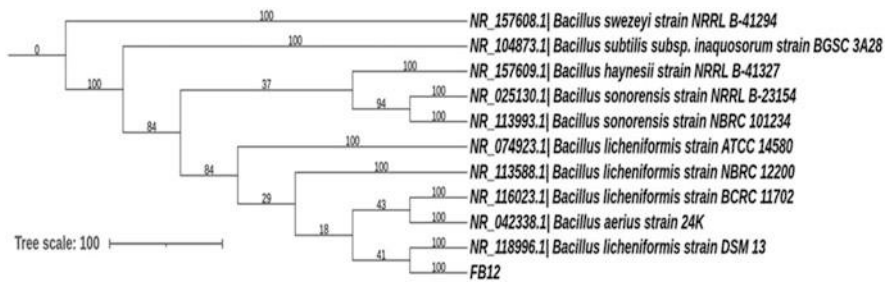 100
NR_157608.1| Bacillus swezeyi strain NRRL B-41294
0
100
NR_104873.1| Bacillus subtilis subsp. inaquosorum strain BGSC 3A28
100
100
NR_157609.1| Bacillus haynesii strain NRRL B-41327
37
100
NR_025130.1| Bacillus sonorensis strain NRRL B-23154
94
100
NR_113993.1| Bacillus sonorensis strain NBRC 101234
84
100
NR_074923.1| Bacillus licheniformis strain ATCC 14580
84
100
NR_113588.1| Bacillus licheniformis strain NBRC 12200
29
100
NR_116023.1| Bacillus licheniformis strain BCRC 11702
43
100
NR_042338.1| Bacillus aerius strain 24K
18
100
NR_118996.1| Bacillus licheniformis strain DSM 13
41
100
FB12
Tree scale: 100